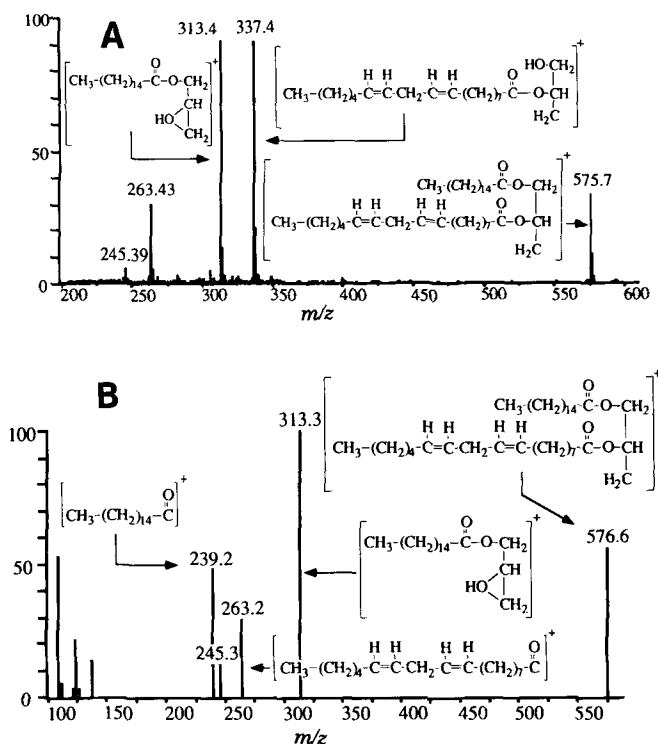 A
100
50
0
313.4
337.4
263.43
245.39
575.7
O
CH₃-(CH₂)₁₄-C-O-CH₂
CH
HO
CH₂
+
HO-CH₂
H H H H O
CH₃-(CH₂)₄-C=C-CH₂-C=C-(CH₂)₇-C-O-CH
H₂C
+
O
CH₃-(CH₂)₁₄-C-O-CH₂
H H H H O
CH₃-(CH₂)₄-C=C-CH₂-C=C-(CH₂)₇-C-O-CH
H₂C
+
200 250 300 350 400 450 500 550 600
m/z
B
100
50
0
313.3
239.2
263.2
245.3
576.6
O
CH₃-(CH₂)₁₄-C-O-CH₂
H H H H O
CH₃-(CH₂)₄-C=C-CH₂-C=C-(CH₂)₇-C-O-CH
H₂C
+
O
CH₃-(CH₂)₁₄-C
+
O
CH₃-(CH₂)₁₄-C-O-CH₂
CH
HO
CH₂
+
H H H H O
CH₃-(CH₂)₄-C=C-CH₂-C=C-(CH₂)₇-C
+
100 150 200 250 300 350 400 450 500 550
m/z